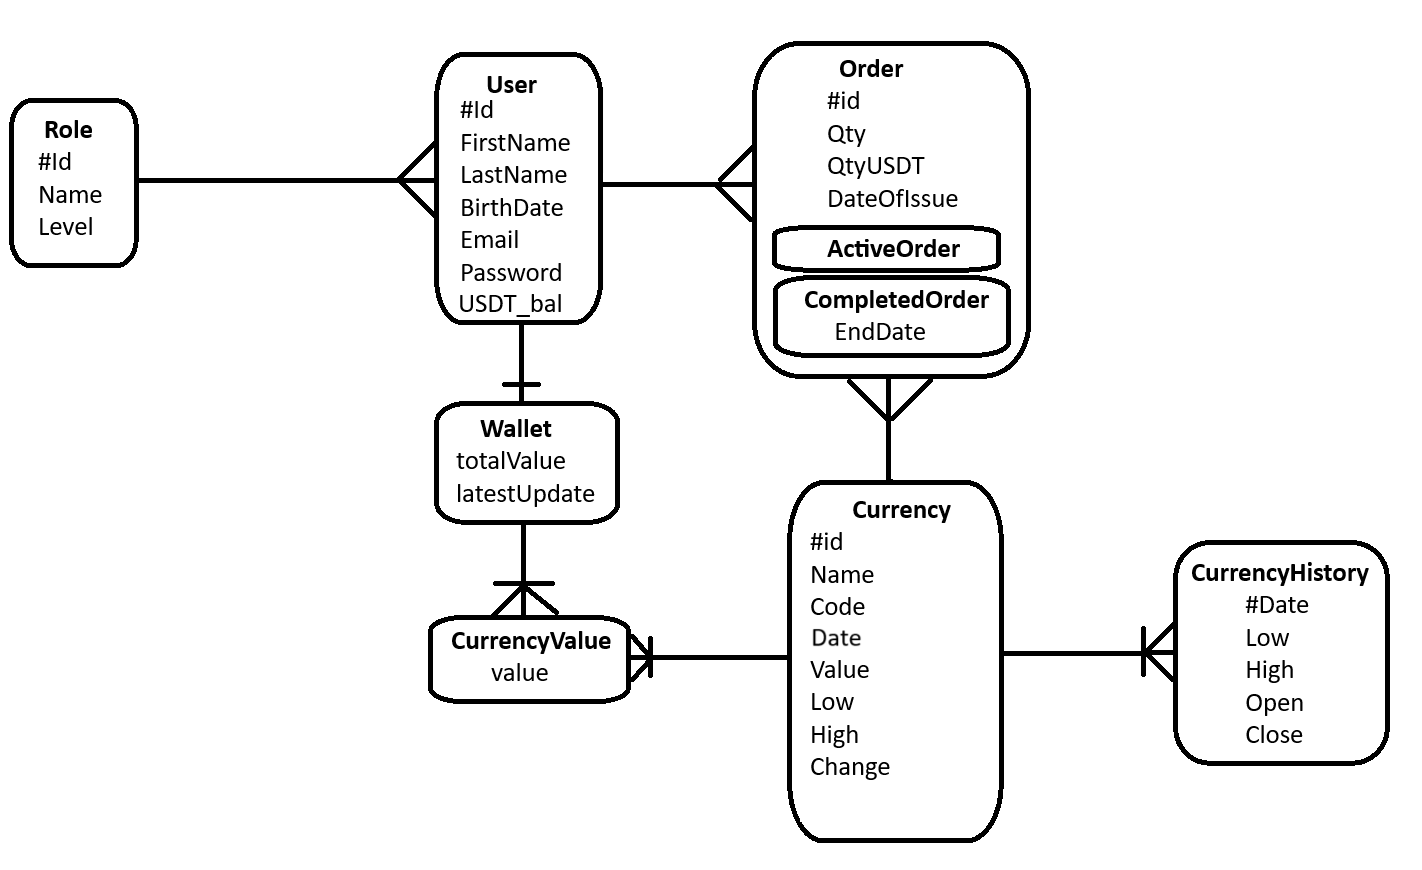 Role
#Id
Name
Level
User
#Id
FirstName
LastName
BirthDate
Email
Password
USDT_bal
Order
#id
Qty
QtyUSDT
DateOfIssue
ActiveOrder
CompletedOrder
EndDate
Wallet
totalValue
latestUpdate
CurrencyValue
value
Currency
#id
Name
Code
Date
Value
Low
High
Change
CurrencyHistory
#Date
Low
High
Open
Close